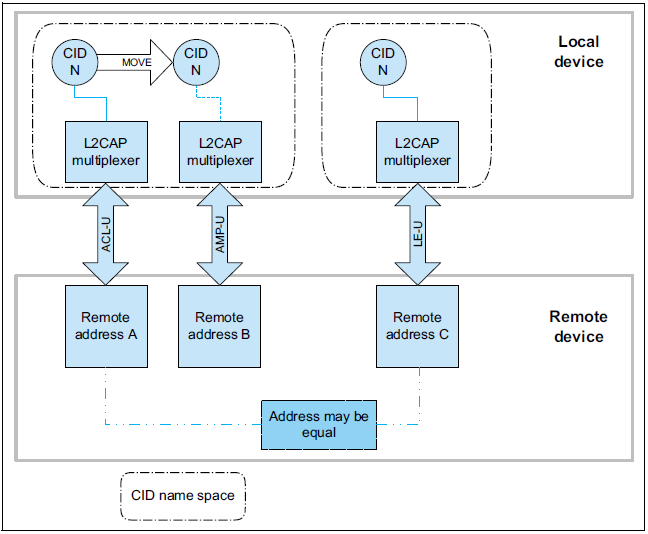 CID
N
MOVE
CID
N
CID
N
Local
device
L2CAP
multiplexer
L2CAP
multiplexer
L2CAP
multiplexer
ACL-U
AMP-U
LE-U
Remote
address A
Remote
address B
Remote
address C
Remote
device
Address may be
equal
CID name space